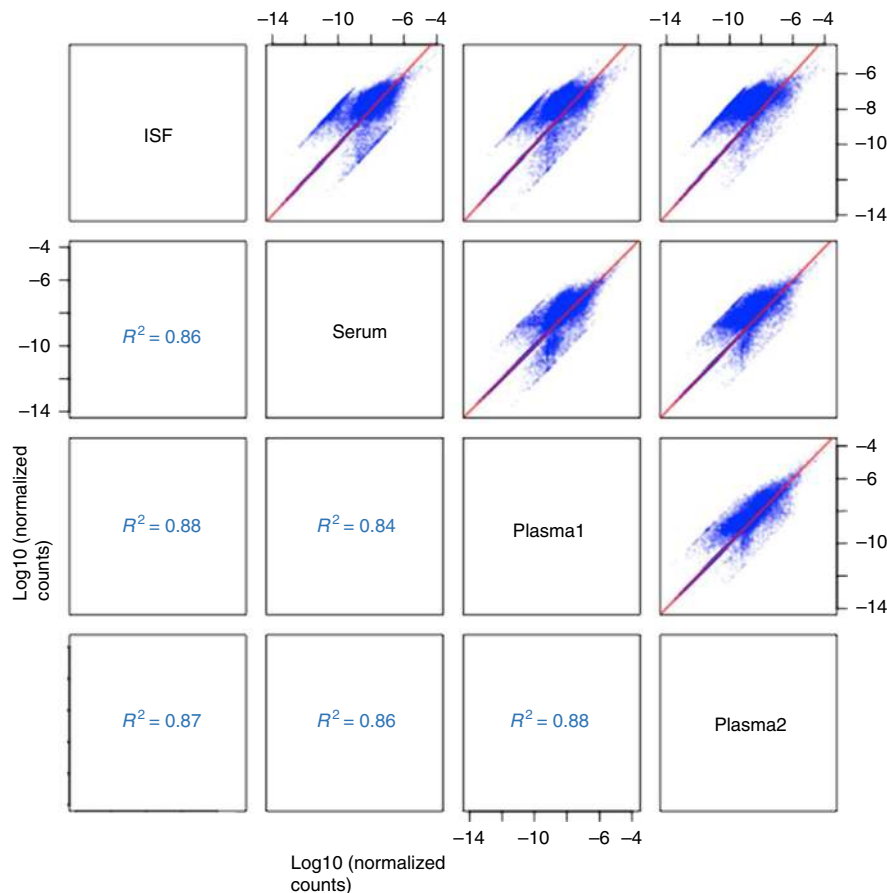 −14 −10 −6 −4 −14 −10 −6 −4
ISF
−6
−8
−10
−14
−4
−6
−10
−14
R² = 0.86
Serum
Log10 (normalized
counts)
R² = 0.88
R² = 0.84
Plasma1
−4
−6
−10
−14
R² = 0.87
R² = 0.86
R² = 0.88
Plasma2
−14 −10 −6 −4
Log10 (normalized
counts)